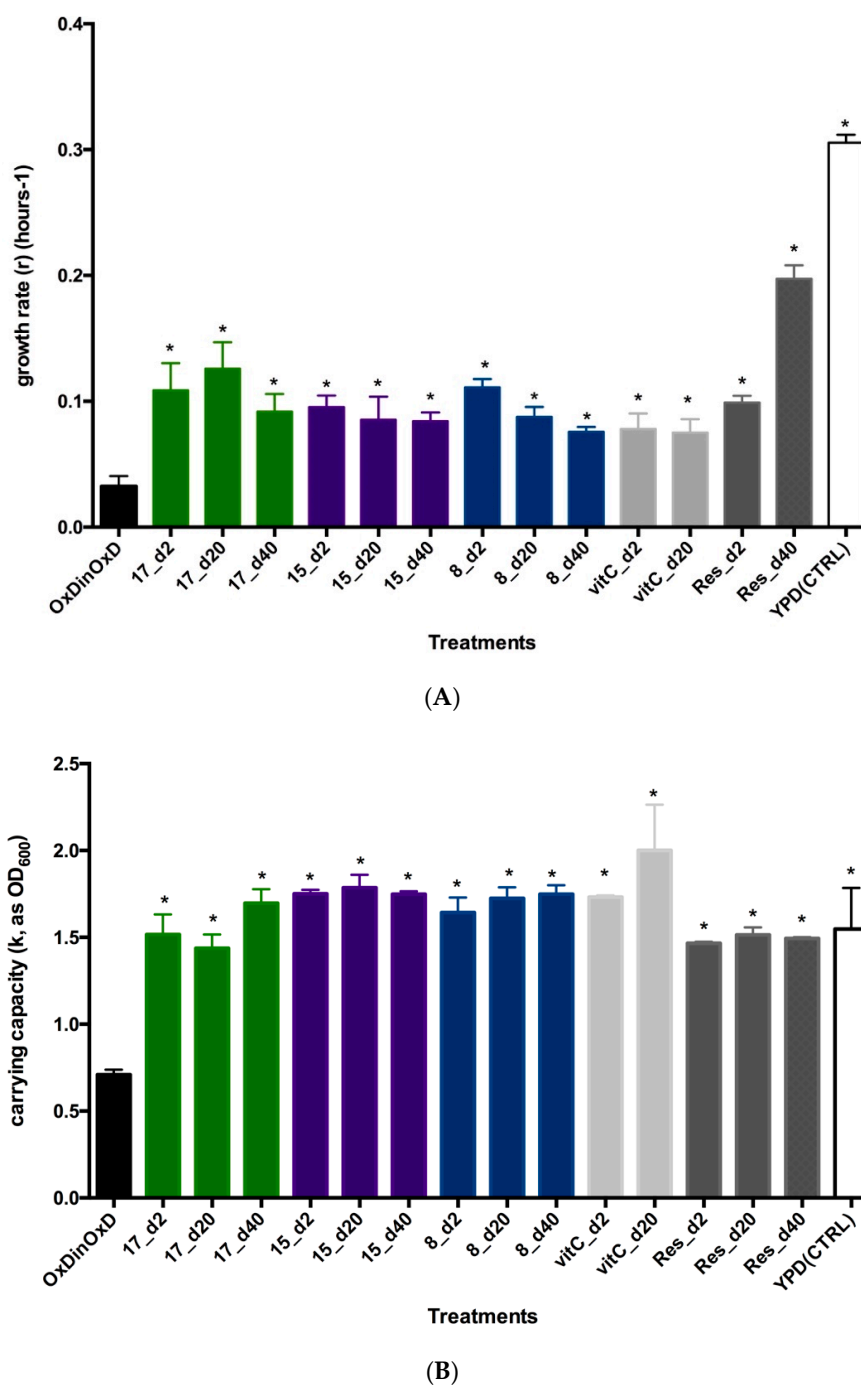 0.4
0.3
0.2
0.1
0.0
growth rate (r) (hours-1)
* * * * * * * * * * * * * *
OxDinOxD
17_d2
17_d20
17_d40
15_d2
15_d20
15_d40
8_d2
8_d20
8_d40
vitC_d2
vitC_d20
Res_d2
Res_d40
YPD(CTRL)
Treatments
(A)
2.5
2.0
1.5
1.0
0.5
0.0
carrying capacity (k, as OD600)
* * * * * * * * * * * * * * *
OxDinOxD
17_d2
17_d20
17_d40
15_d2
15_d20
15_d40
8_d2
8_d20
8_d40
vitC_d2
vitC_d20
Res_d2
Res_d20
Res_d40
YPD(CTRL)
Treatments
(B)